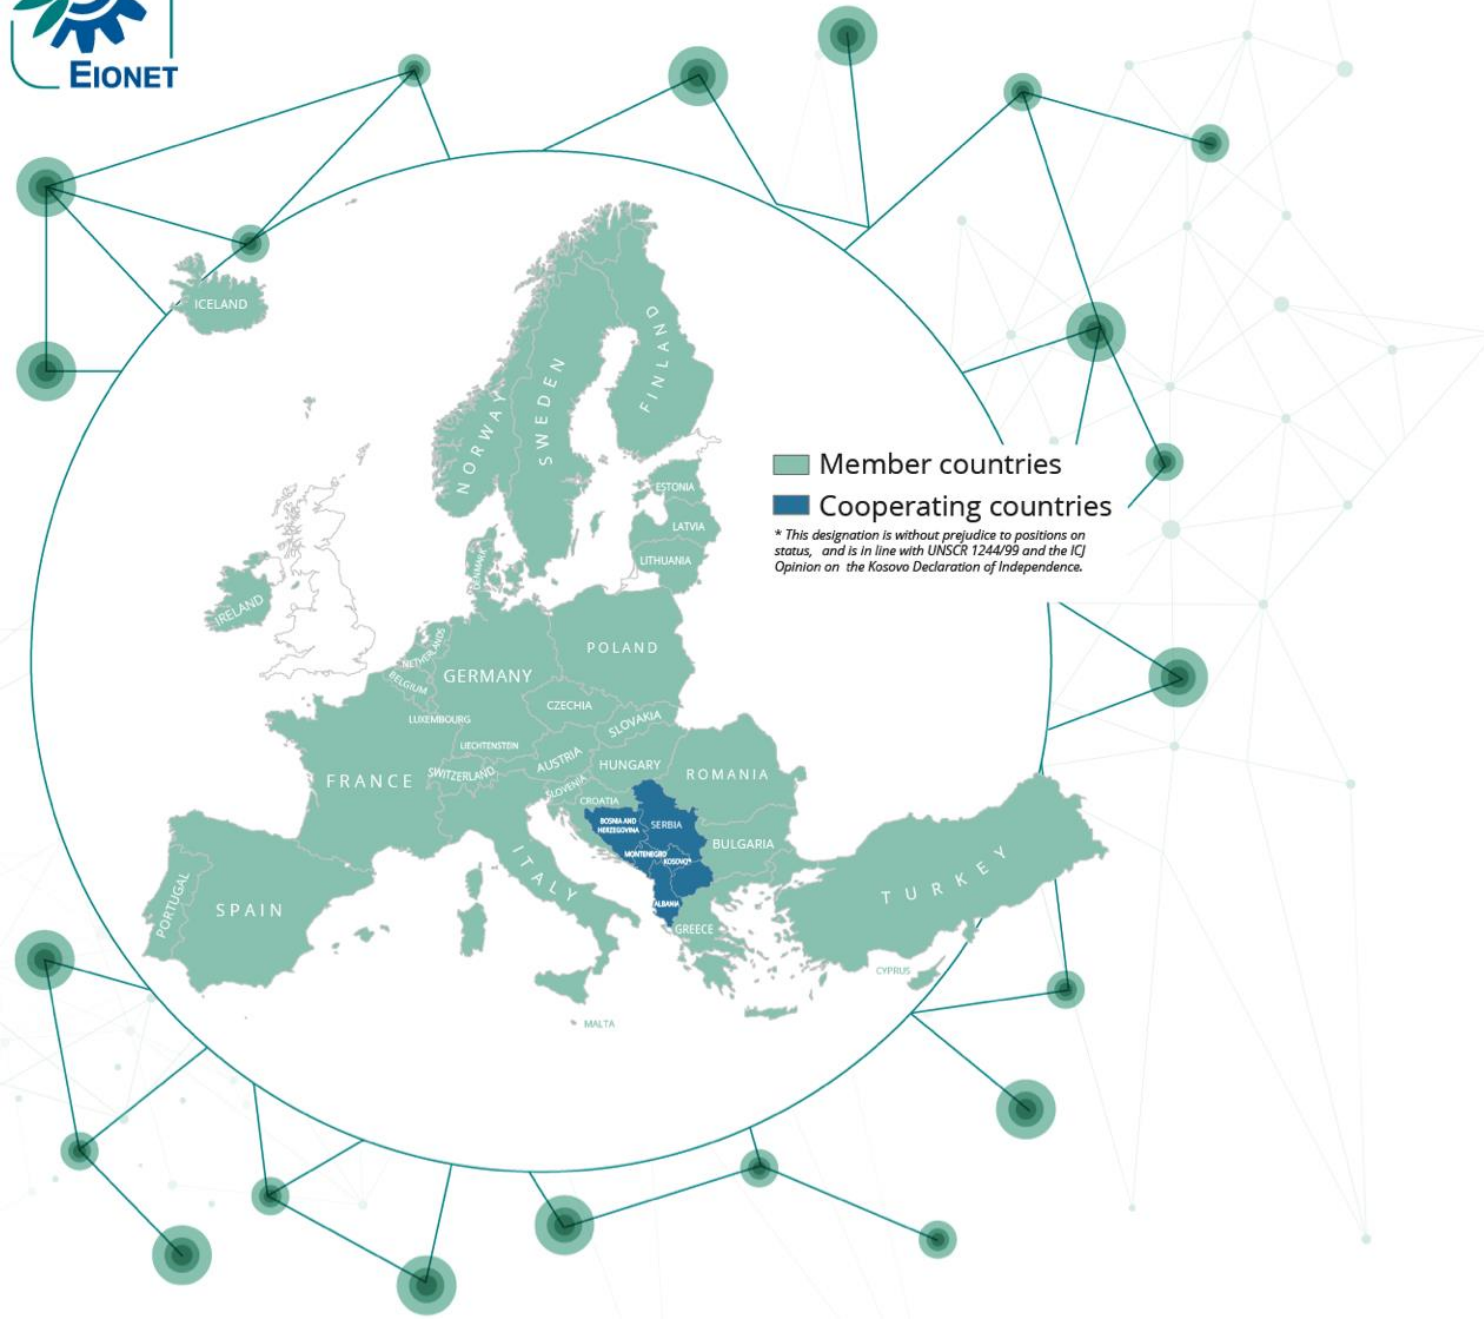 EIONET
ICELAND
FINLAND
SWEDEN
NORWAY
Member countries
Cooperating countries
* This designation is without prejudice to positions on
status, and is in line with UNSCR 1244/99 and the ICJ
Opinion on the Kosovo Declaration of Independence.
ESTONIA
LATVIA
LITHUANIA
DENMARK
IRELAND
NETHERLANDS
POLAND
BELGIUM
GERMANY
CZECHIA
LUXEMBOURG
SLOVAKIA
LIECHTENSTEIN
AUSTRIA
HUNGARY
SWITZERLAND
ROMANIA
FRANCE
SLOVENIA
CROATIA
BOSNIA AND
HERZEGOVINA
SERBIA
BULGARIA
MONTENEGRO
KOSOVO*
ITALY
TURKEY
PORTUGAL
SPAIN
ALBANIA
GREECE
CYPRUS
MALTA